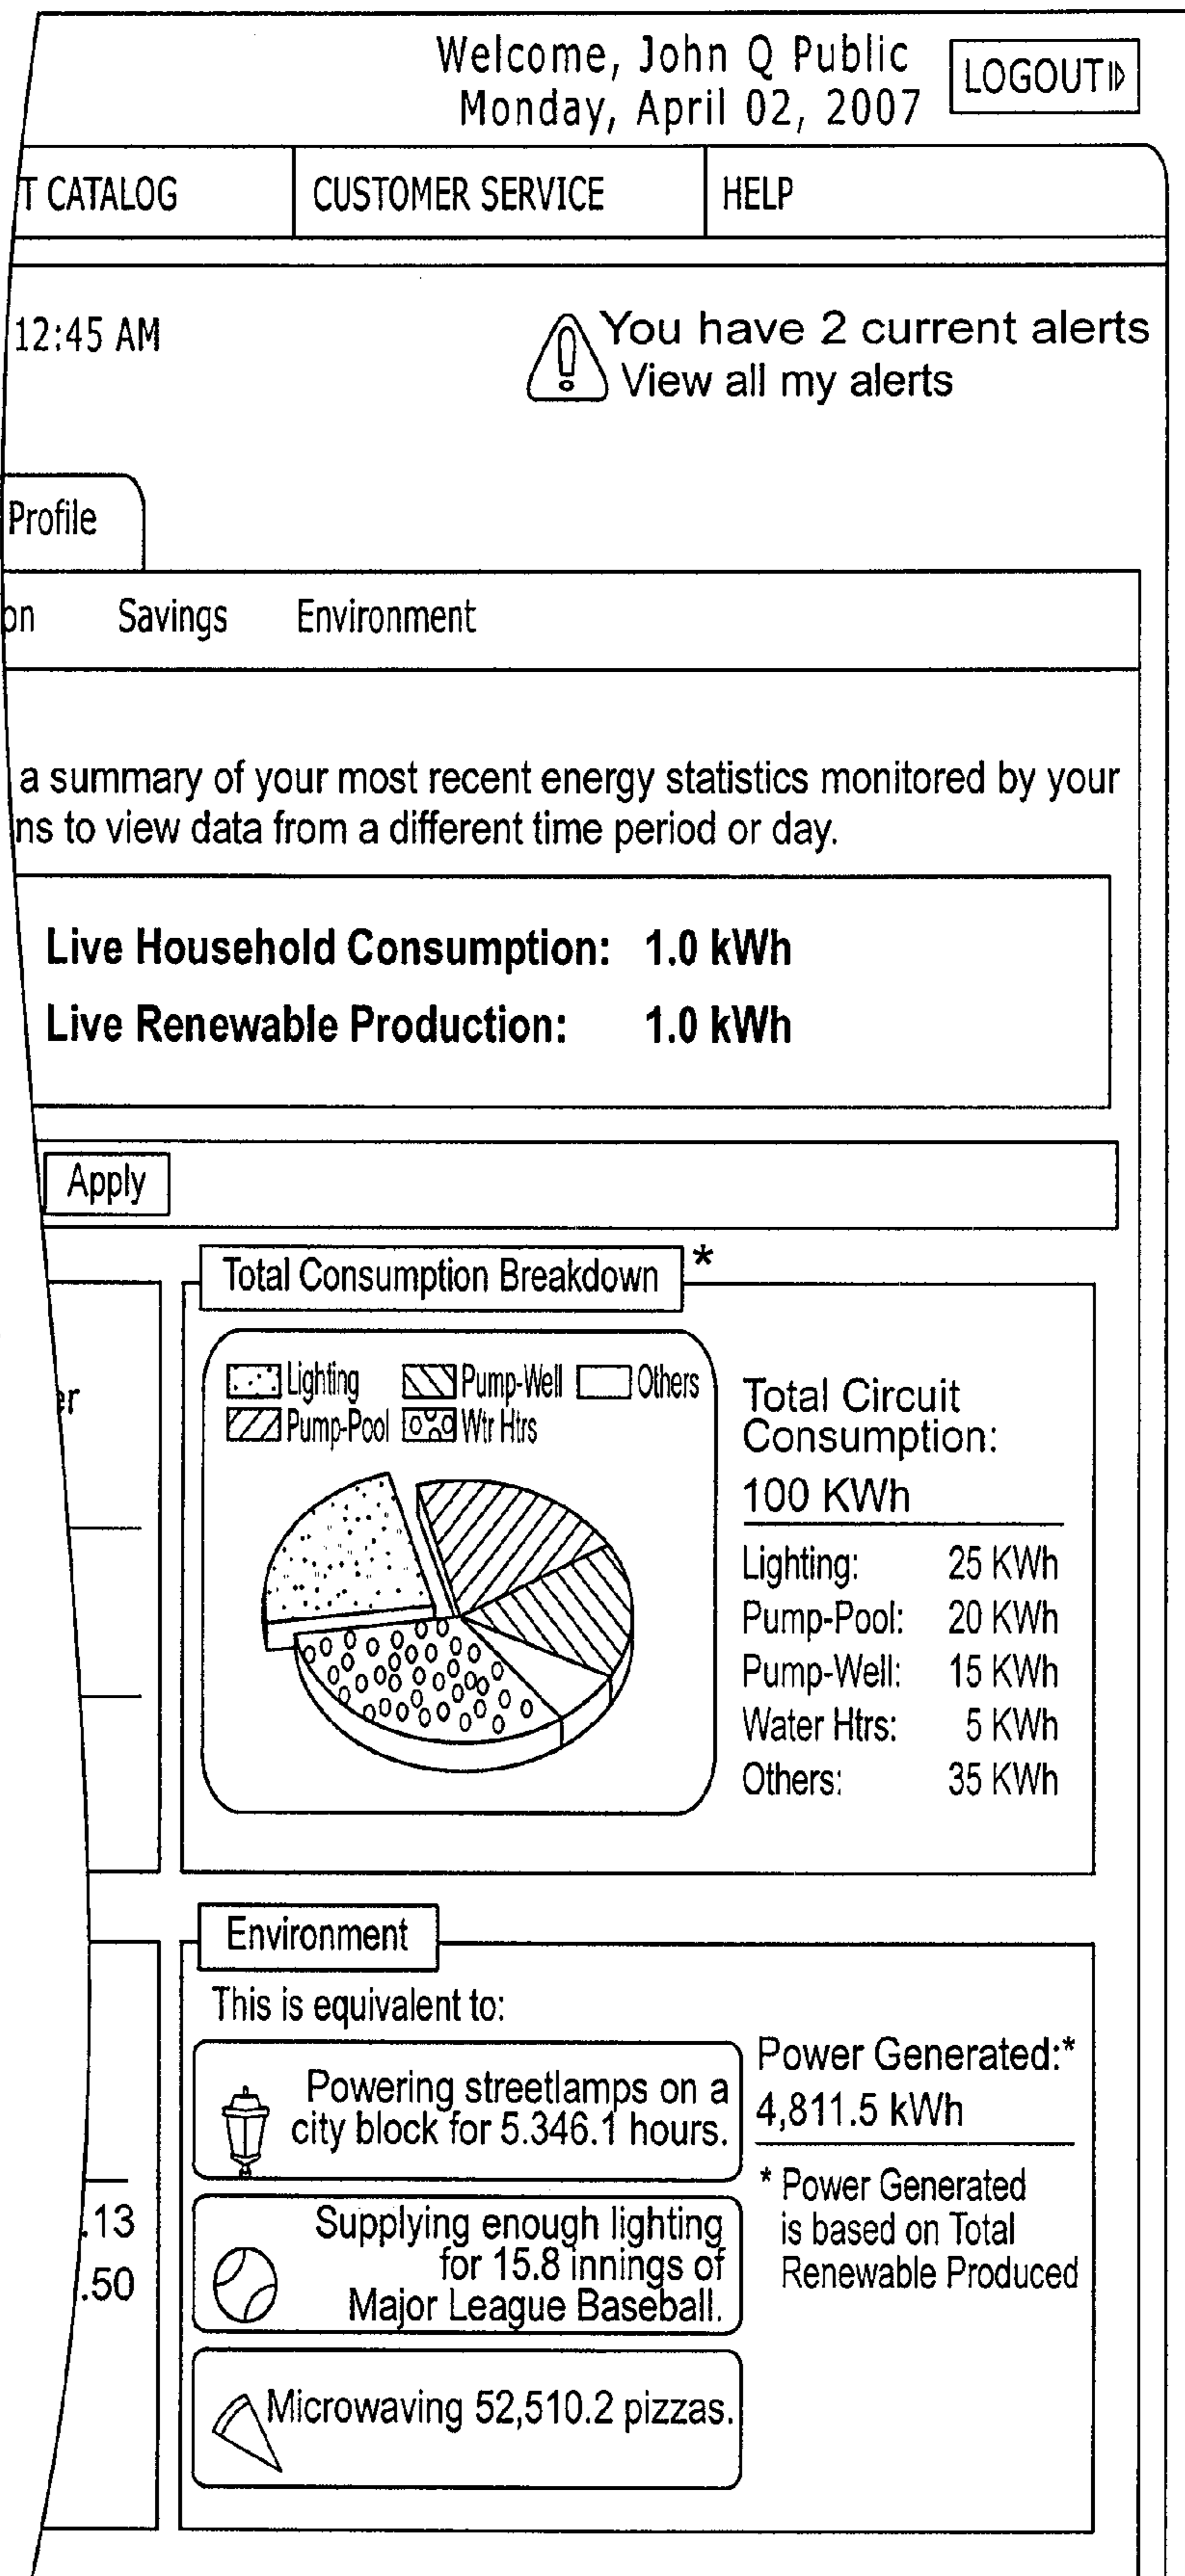 Welcome, John Q Public
Monday, April 02, 2007
LOGOUT
T CATALOG
CUSTOMER SERVICE
HELP
12:45 AM
You have 2 current alerts
View all my alerts
Profile
on
Savings
Environment
a summary of your most recent energy statistics monitored by your
ns to view data from a different time period or day.
Live Household Consumption: 1.0 kWh
Live Renewable Production: 1.0 kWh
Apply
Total Consumption Breakdown *
er
Lighting Pump-Well Others
Pump-Pool Wtr Htrs
Total Circuit
Consumption:
100 KWh
Lighting: 25 KWh
Pump-Pool: 20 KWh
Pump-Well: 15 KWh
Water Htrs: 5 KWh
Others: 35 KWh
Environment
This is equivalent to:
Powering streetlamps on a
city block for 5.346.1 hours.
Supplying enough lighting
for 15.8 innings of
Major League Baseball.
Microwaving 52,510.2 pizzas.
Power Generated:*
4,811.5 kWh
* Power Generated
is based on Total
Renewable Produced
.13
.50